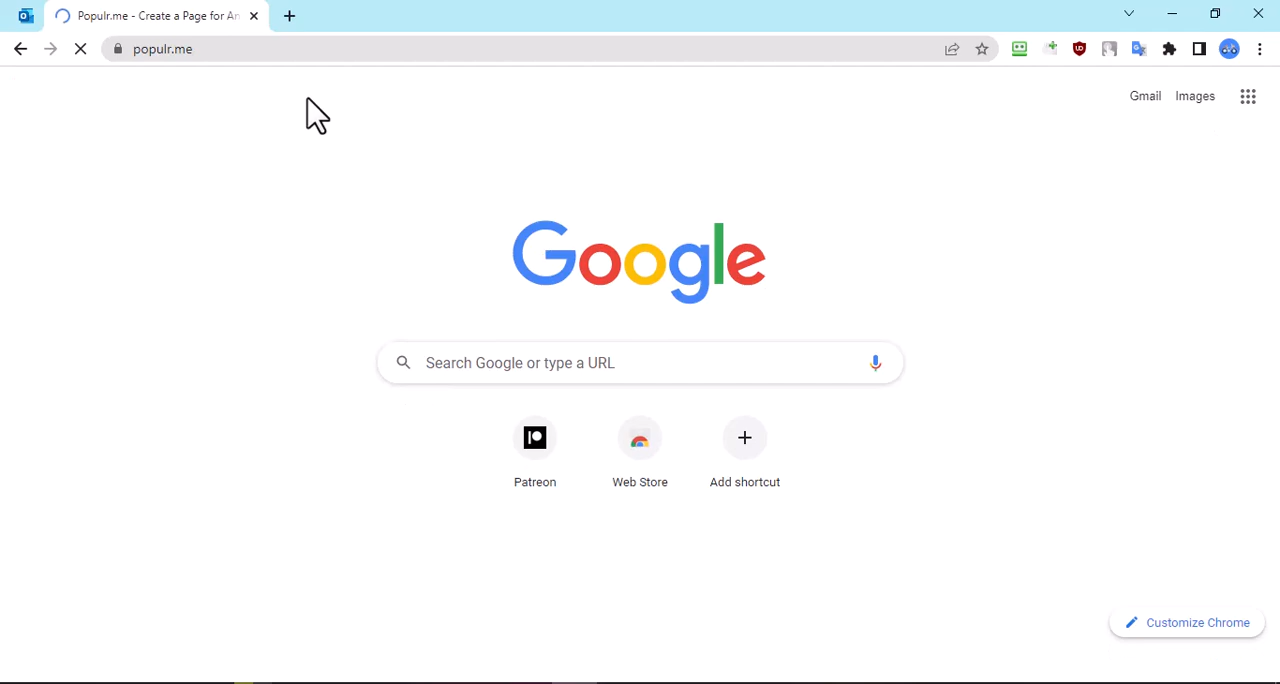 Populr.me - Create a Page for An
populr.me
Gmail Images
Google
Search Google or type a URL
Patreon Web Store Add shortcut
Customize Chrome